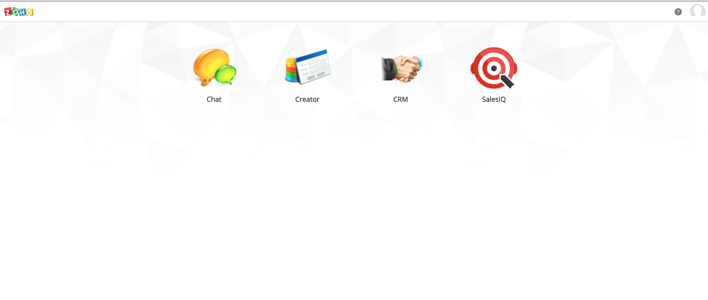 ZOHO
?
Chat
Creator
CRM
SalesIQ